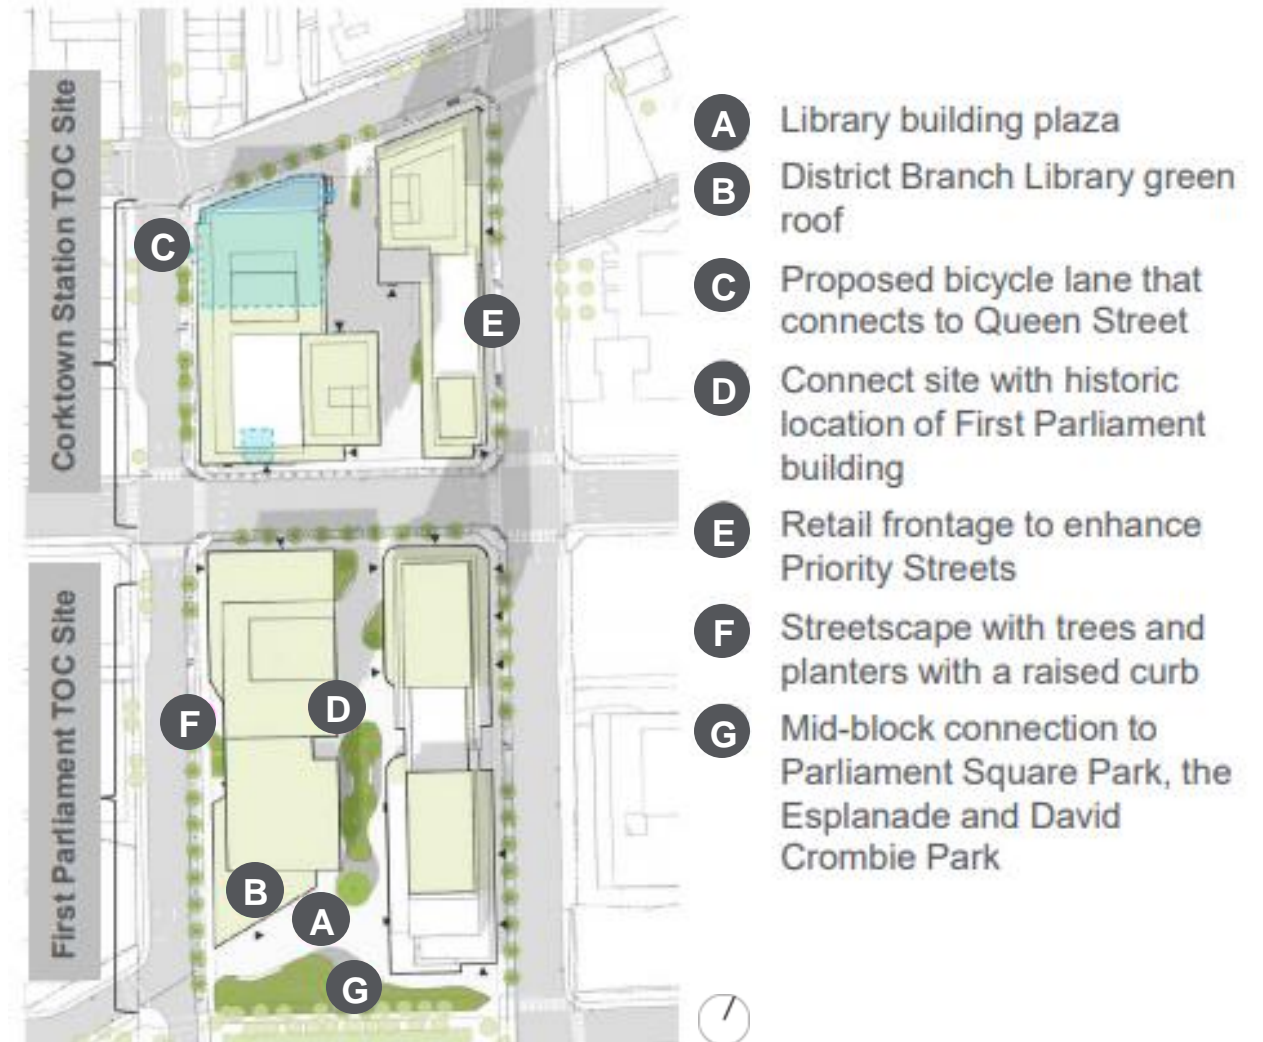 Corktown Station TOC Site
First Parliament TOC Site
C
E
F
D
B
A
G
A Library building plaza
B District Branch Library green
roof
C Proposed bicycle lane that
connects to Queen Street
D Connect site with historic
location of First Parliament
building
E Retail frontage to enhance
Priority Streets
F Streetscape with trees and
planters with a raised curb
G Mid-block connection to
Parliament Square Park, the
Esplanade and David
Crombie Park